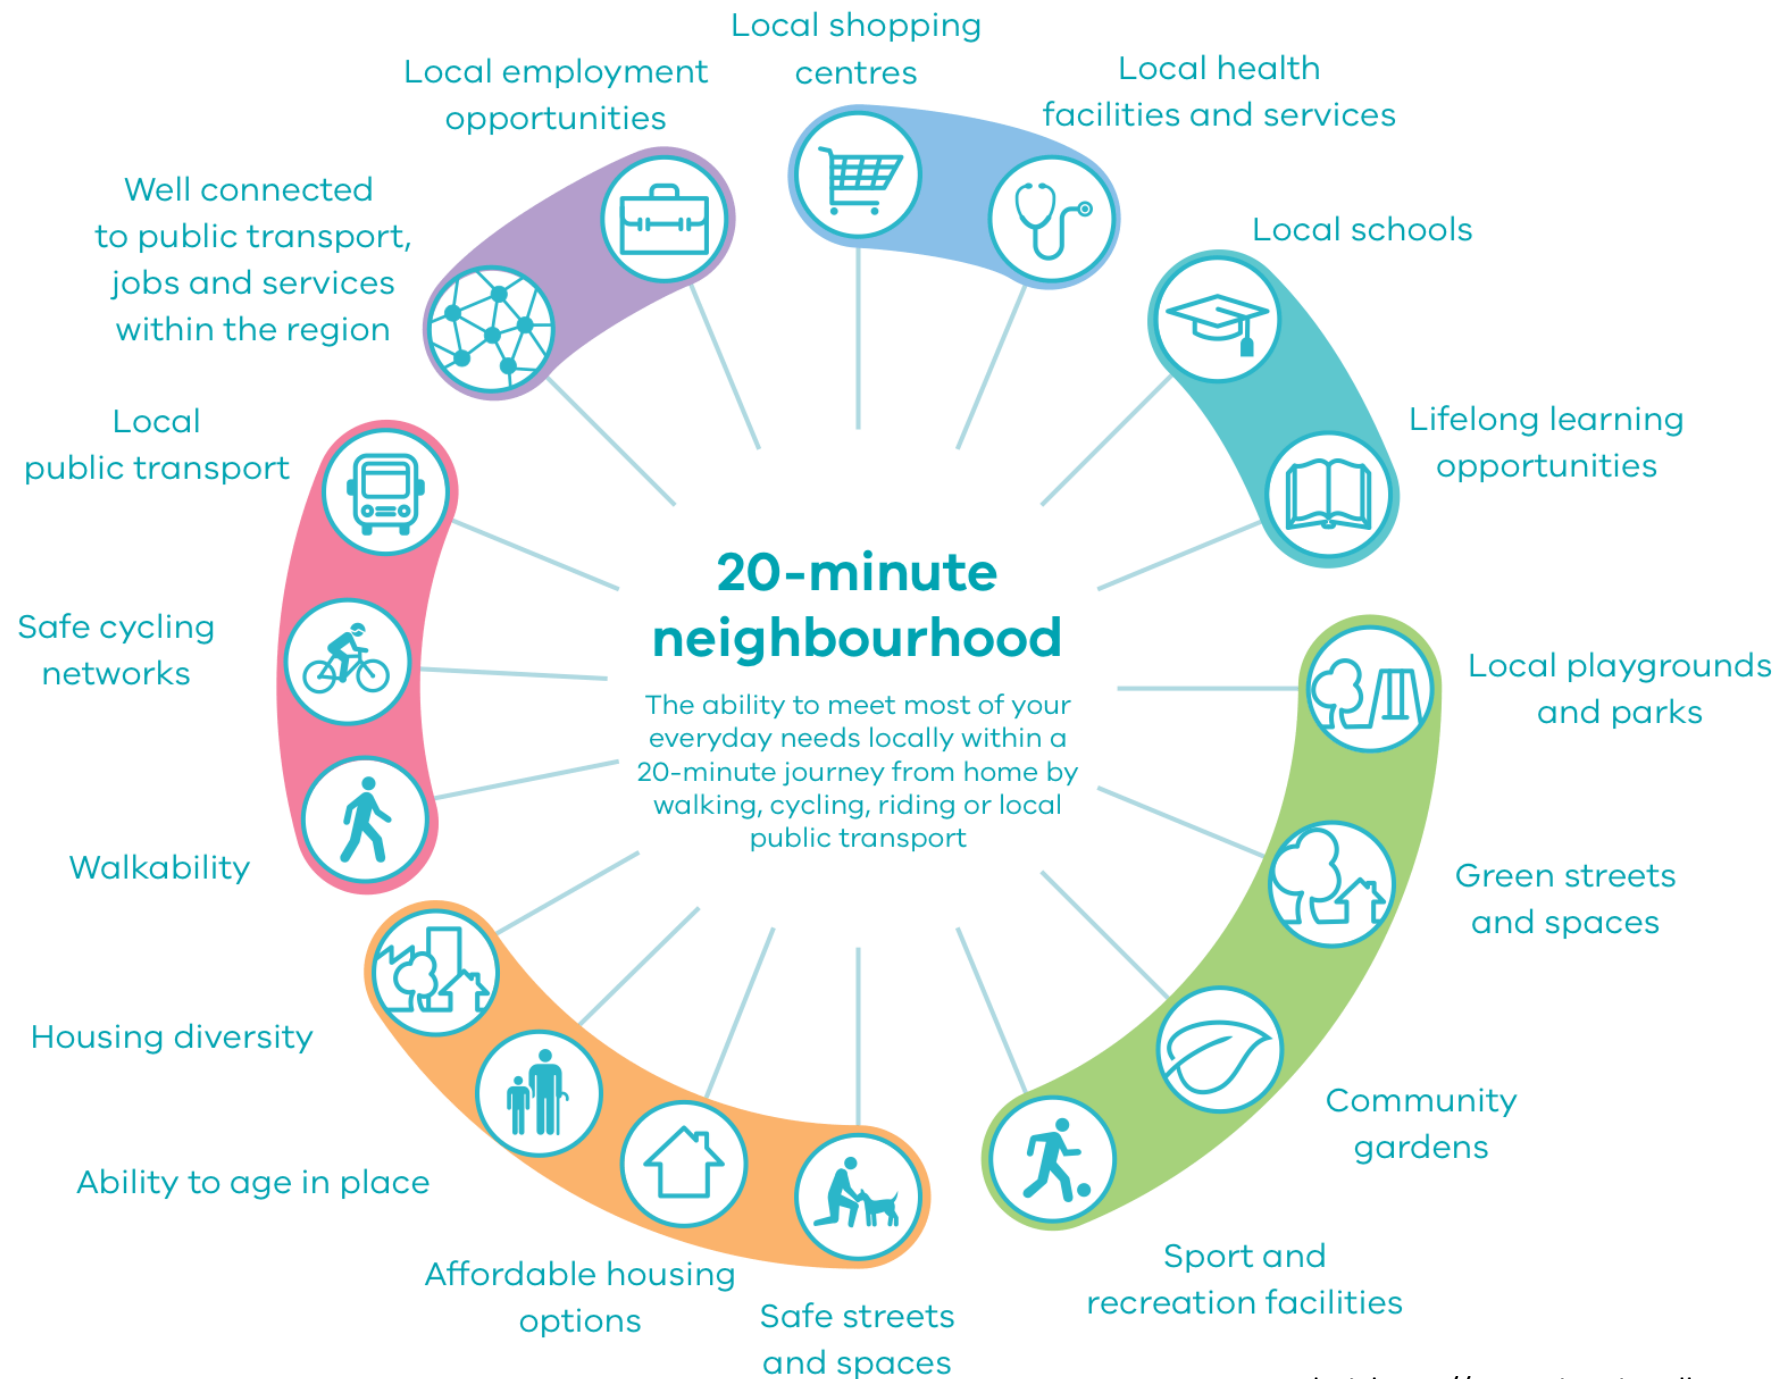 Local shopping
centres
Local health
facilities and services
Local schools
Lifelong learning
opportunities
Local playgrounds
and parks
Green streets
and spaces
Community
gardens
Sport and
recreation facilities
Safe streets
and spaces
Affordable housing
options
Ability to age in place
Housing diversity
Walkability
Safe cycling
networks
Local
public transport
Well connected
to public transport,
jobs and services
within the region
Local employment
opportunities
20-minute
neighbourhood
The ability to meet most of your
everyday needs locally within a
20-minute journey from home by
walking, cycling, riding or local
public transport